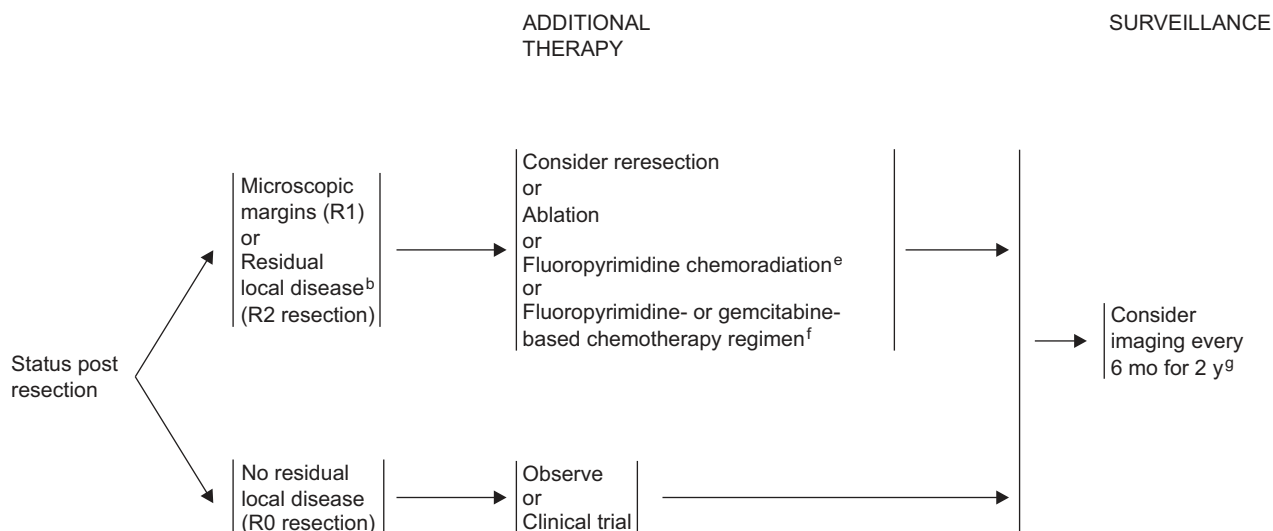 ADDITIONAL
THERAPY
SURVEILLANCE
Status post
resection
Microscopic
margins (R1)
or
Residual
local disease^b
(R2 resection)
Consider reresection
or
Ablation
or
Fluoropyrimidine chemoradiation^e
or
Fluoropyrimidine- or gemcitabine-
based chemotherapy regimen^f
No residual
local disease
(R0 resection)
Observe
or
Clinical trial
Consider
imaging every
6 mo for 2 y^g